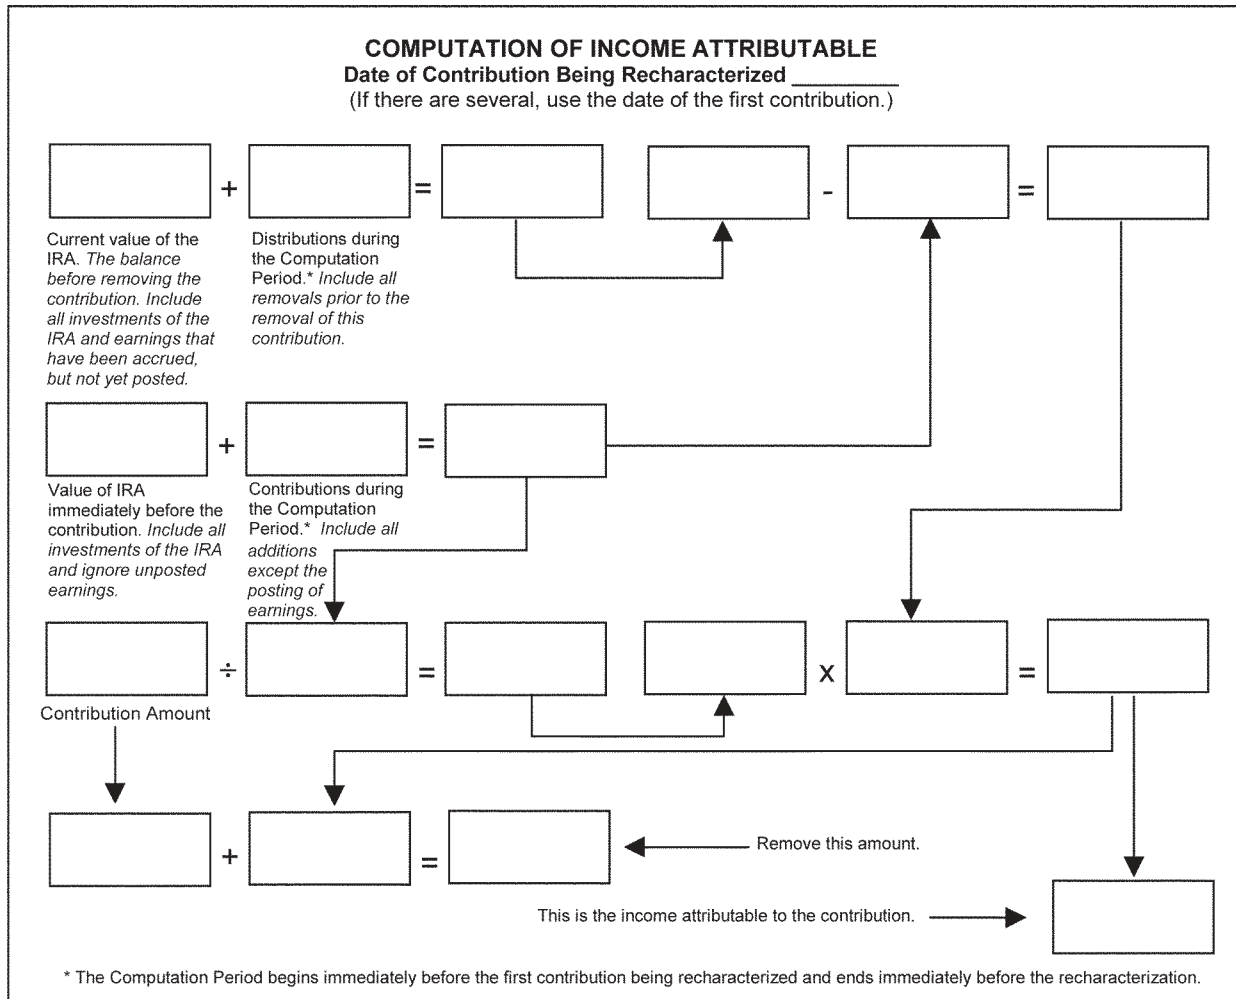 COMPUTATION OF INCOME ATTRIBUTABLE
Date of Contribution Being Recharacterized __________
(If there are several, use the date of the first contribution.)
+ = - =
Current value of the
IRA. The balance
before removing the
contribution. Include
all investments of the
IRA and earnings that
have been accrued,
but not yet posted.
Distributions during
the Computation
Period.* Include all
removals prior to the
removal of this
contribution.
+ =
Value of IRA
immediately before the
contribution. Include all
investments of the IRA
and ignore unposted
earnings.
Contributions during
the Computation
Period.* Include all
additions
except the
posting of
earnings.
÷ = x =
Contribution Amount
+ =
Remove this amount.
This is the income attributable to the contribution.
* The Computation Period begins immediately before the first contribution being recharacterized and ends immediately before the recharacterization.